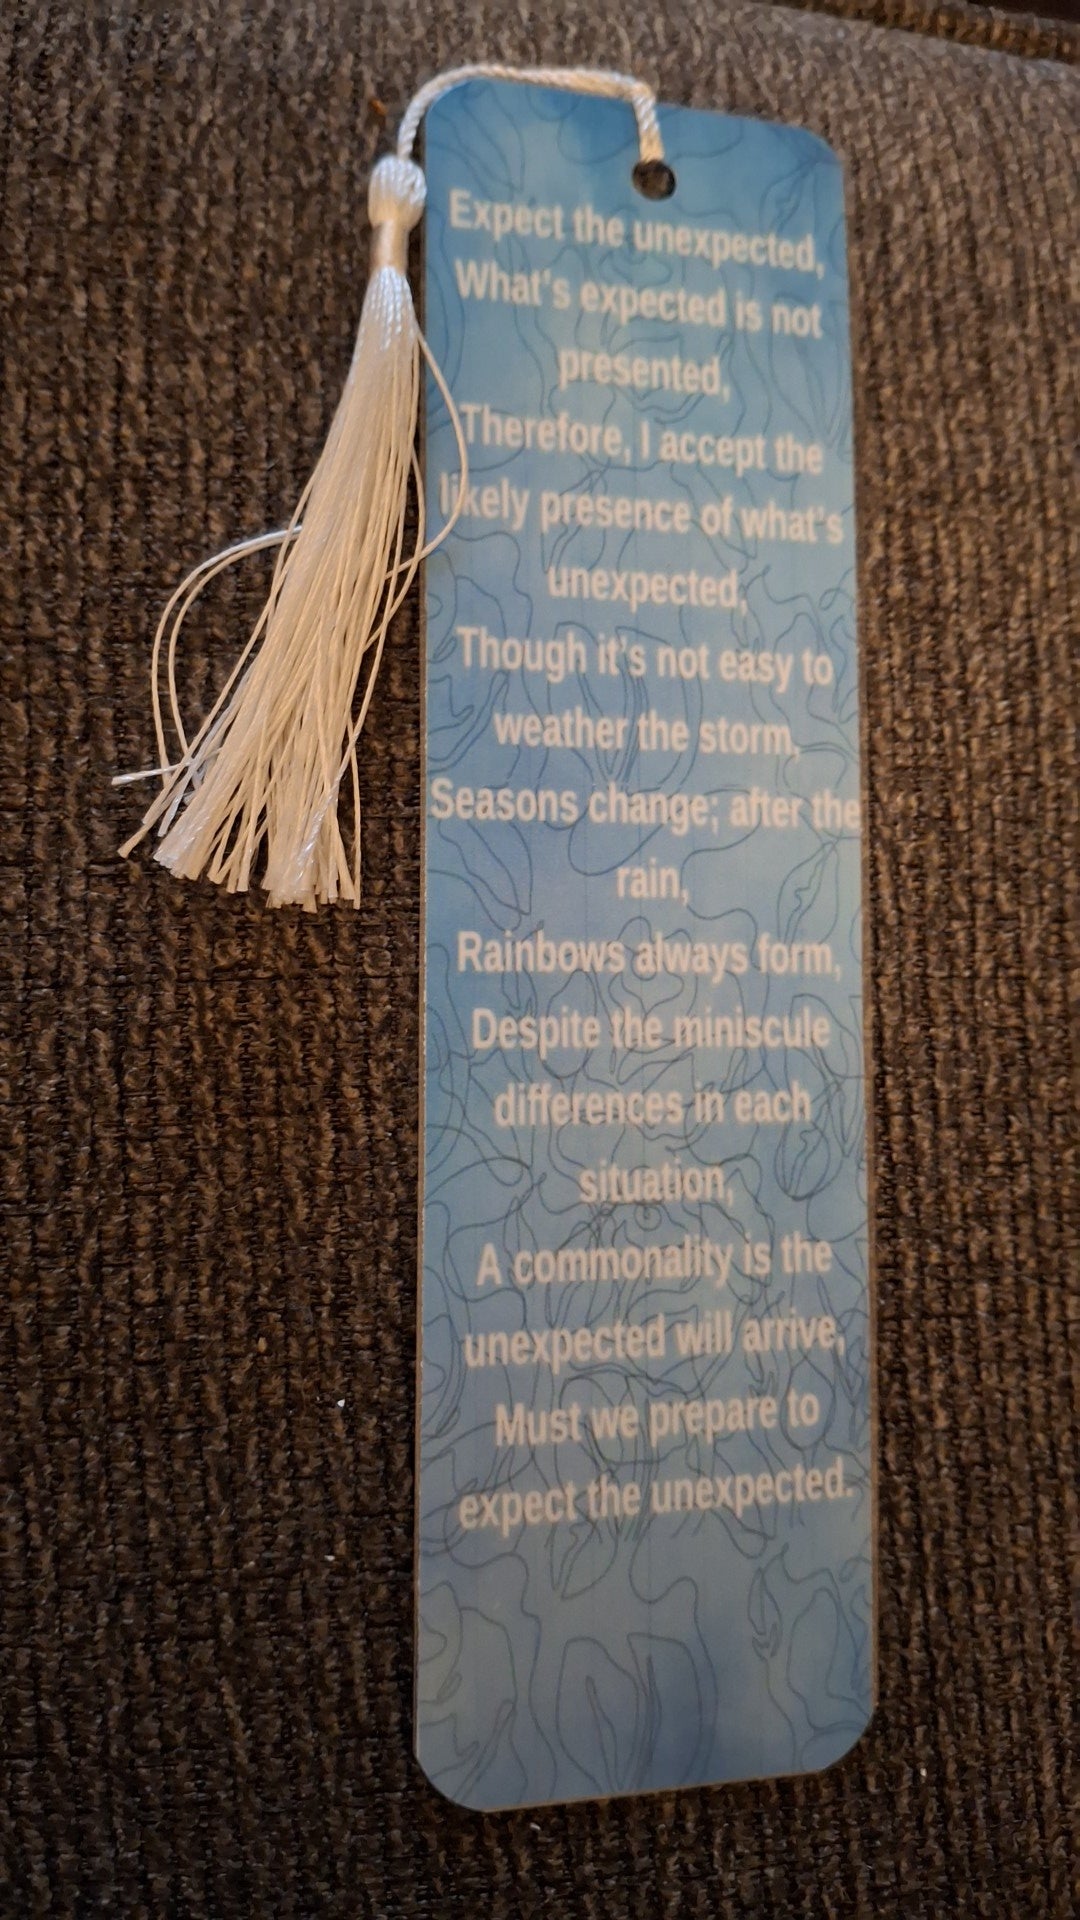 Expect the unexpected,
What's expected is not
presented,
Therefore, I accept the
likely presence of what's
unexpected,
Though it's not easy to
weather the storm,
Seasons change; after the
rain,
Rainbows always form,
Despite the miniscule
differences in each
situation,
A commonality is the
unexpected will arrive,
Must we prepare to
expect the unexpected.